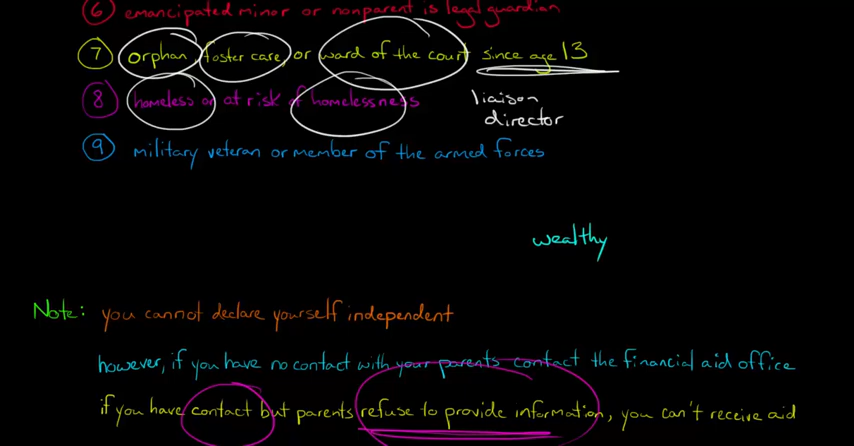 6 emancipated minor or nonparent is legal guardian
7 orphan, foster care, or ward of the court since age 13
8 homeless or at risk of homelessness
liaison
director
9 military veteran or member of the armed forces
wealthy
Note: you cannot declare yourself independent
however, if you have no contact with your parents contact the financial aid office
if you have contact but parents refuse to provide information, you can't receive aid